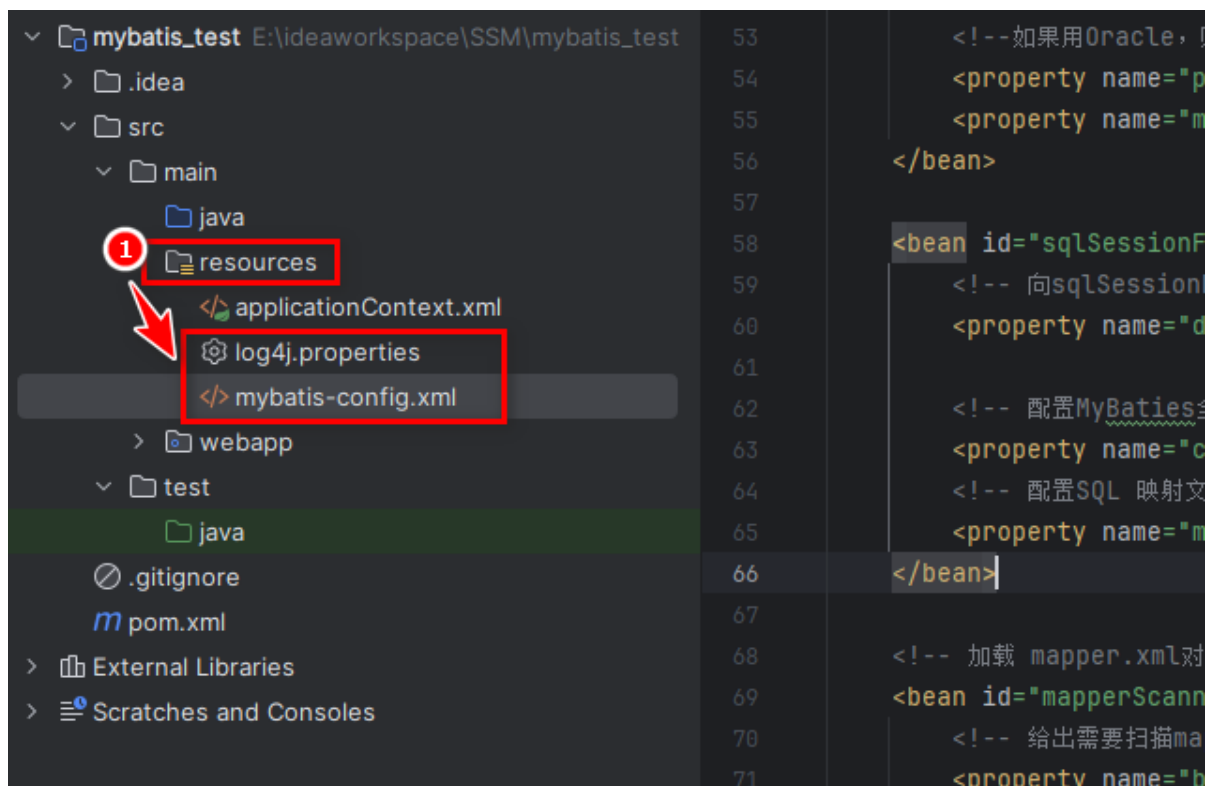 mybatis_test E:\ideaworkspace\SSM\mybatis_test
.idea
src
main
java
1
resources
applicationContext.xml
log4j.properties
mybatis-config.xml
webapp
test
java
.gitignore
pom.xml
External Libraries
Scratches and Consoles
53 <!--如果用Oracle,
54 <property name="p
55 <property name="m
56 </bean>
57
58 <bean id="sqlSessionF
59 <!-- 向sqlSession
60 <property name="d
61
62 <!-- 配置MyBaties
63 <property name="c
64 <!-- 配置SQL 映射文
65 <property name="m
66 </bean>
67
68 <!-- 加载 mapper.xml对
69 <bean id="mapperScann
70 <!-- 给出需要扫描ma
71 <property name="b